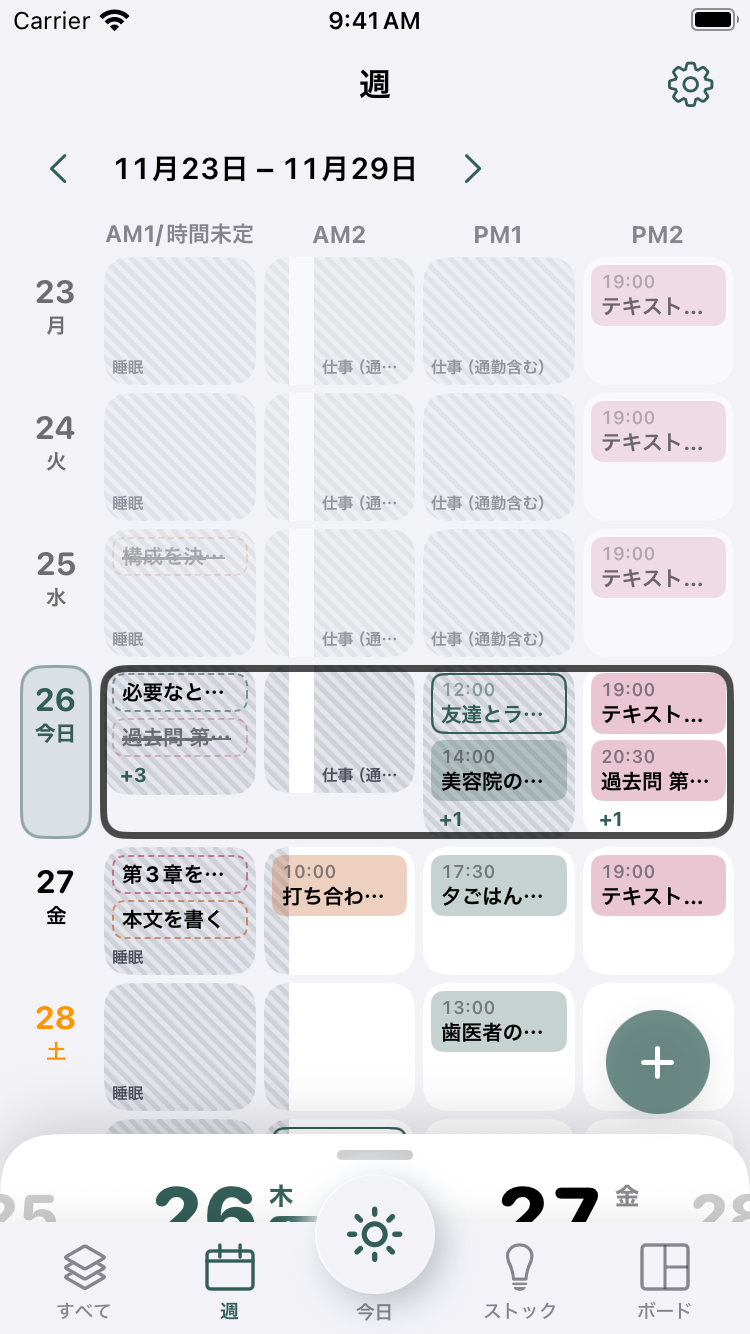 Carrier 9:41 AM
週
11月23日 – 11月29日
AM1/時間未定 AM2 PM1 PM2
23
月
睡眠
仕事（通…
仕事（通勤含む）
19:00
テキスト…
24
火
睡眠
仕事（通…
仕事（通勤含む）
19:00
テキスト…
25
水
構成を決…
睡眠
仕事（通…
仕事（通勤含む）
19:00
テキスト…
26
今日
必要なと…
過去問 第…
+3
仕事（通…
12:00
友達とラ…
14:00
美容院の…
+1
19:00
テキスト…
20:30
過去問 第…
+1
27
金
第３章を…
本文を書く
睡眠
10:00
打ち合わ…
17:30
夕ごはん…
19:00
テキスト…
28
土
睡眠
13:00
歯医者の…
+
25 26 木 27 金 28
すべて 週 今日 ストック ボード